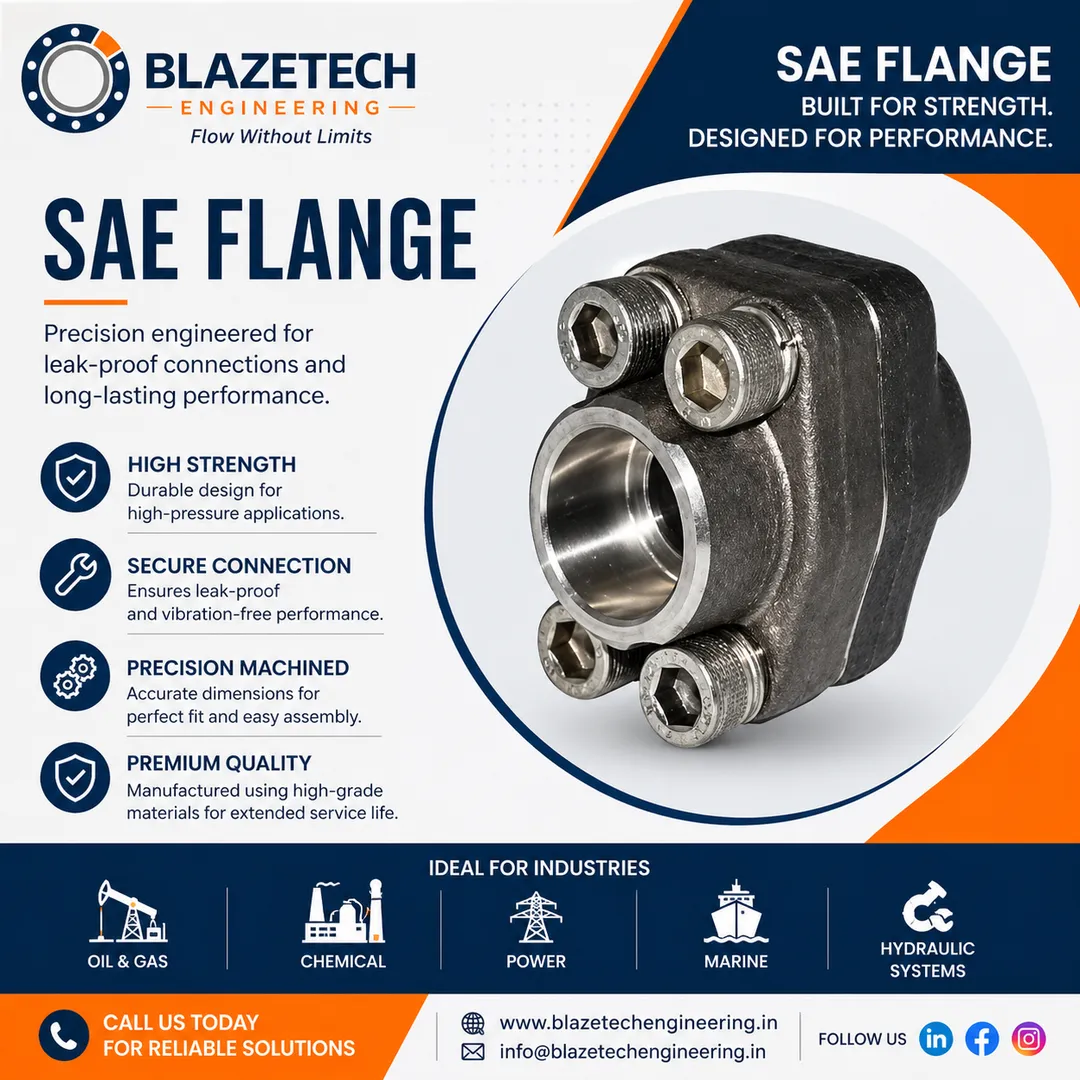 BLAZETECH
ENGINEERING
Flow Without Limits
SAE FLANGE
BUILT FOR STRENGTH.
DESIGNED FOR PERFORMANCE.
SAE FLANGE
Precision engineered for
leak-proof connections and
long-lasting performance.
HIGH STRENGTH
Durable design for
high-pressure applications.
SECURE CONNECTION
Ensures leak-proof
and vibration-free performance.
PRECISION MACHINED
Accurate dimensions for
perfect fit and easy assembly.
PREMIUM QUALITY
Manufactured using high-grade
materials for extended service life.
IDEAL FOR INDUSTRIES
OIL & GAS
CHEMICAL
POWER
MARINE
HYDRAULIC
SYSTEMS
CALL US TODAY
FOR RELIABLE SOLUTIONS
www.blazetechengineering.in
info@blazetechengineering.in
FOLLOW US